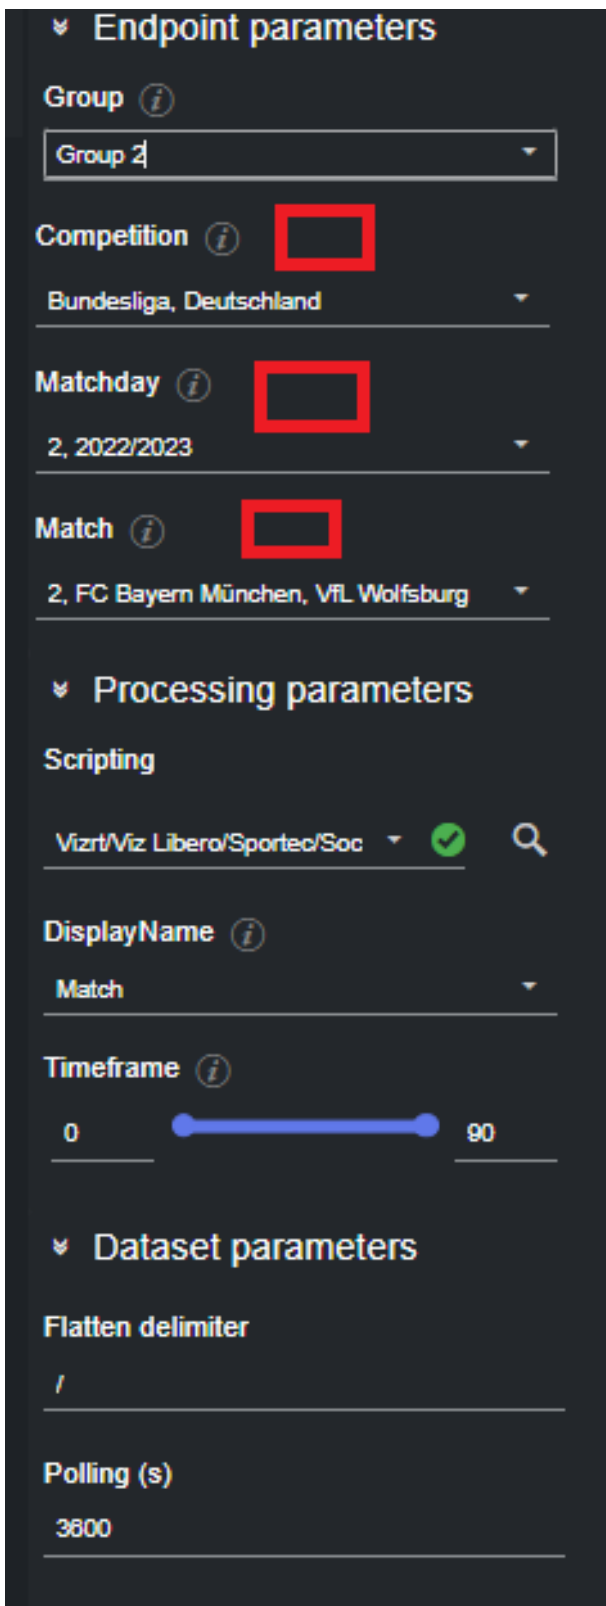 Endpoint parameters
Group
Group 2
Competition
Bundesliga, Deutschland
Matchday
2, 2022/2023
Match
2, FC Bayern München, VfL Wolfsburg
Processing parameters
Scripting
Vizrt/Viz Libero/Sportec/Soc
DisplayName
Match
Timeframe
0
90
Dataset parameters
Flatten delimiter
/
Polling (s)
3600